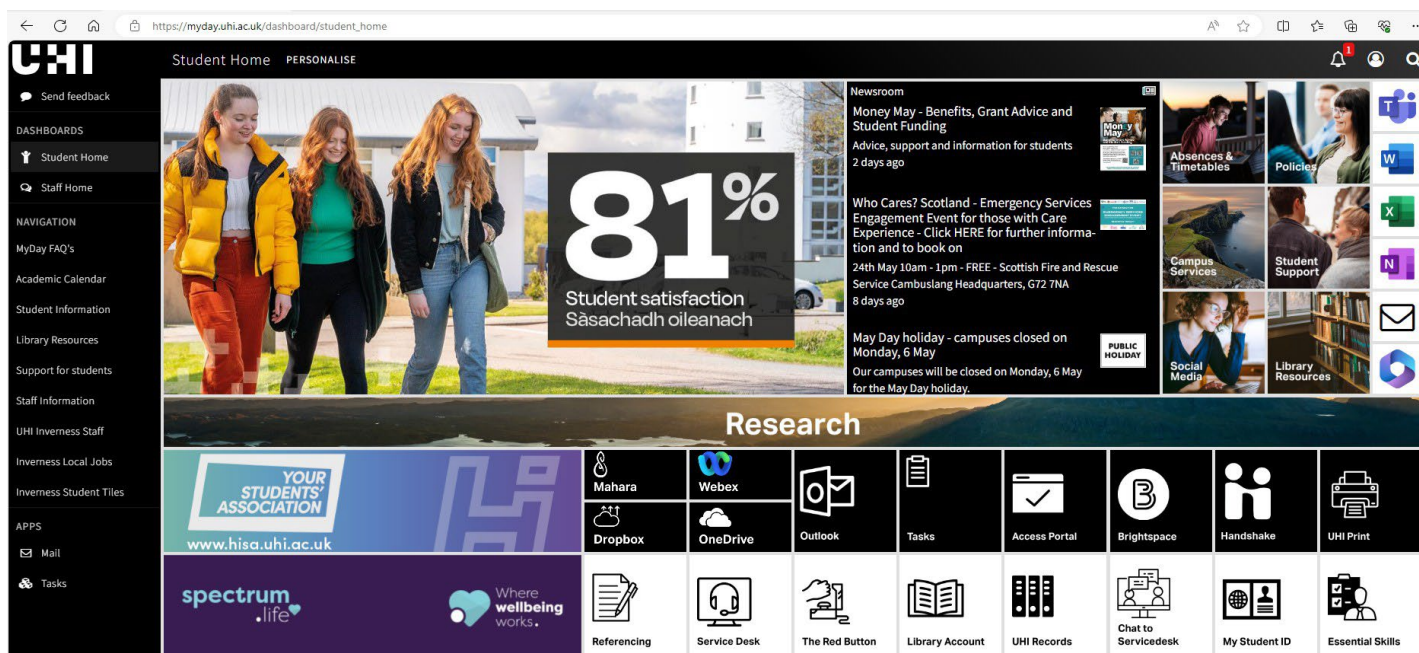 https://myday.uhi.ac.uk/dashboard/student_home
UHI
Student Home PERSONALISE
1
Send feedback
DASHBOARDS
Student Home
Staff Home
NAVIGATION
MyDay FAQ's
Academic Calendar
Student Information
Library Resources
Support for students
Staff Information
UHI Inverness Staff
Inverness Local Jobs
Inverness Student Tiles
APPS
Mail
Tasks
81%
Student satisfaction
Sàsachadh oileanach
Newsroom
Money May - Benefits, Grant Advice and
Student Funding
Advice, support and information for students
2 days ago
Money
May
Who Cares? Scotland - Emergency Services
Engagement Event for those with Care
Experience - Click HERE for further informa-
tion and to book on
24th May 10am - 1pm - FREE - Scottish Fire and Rescue
Service Cambuslang Headquarters, G72 7NA
8 days ago
May Day holiday - campuses closed on
Monday, 6 May
Our campuses will be closed on Monday, 6 May
for the May Day holiday.
PUBLIC
HOLIDAY
Absences &
Timetables
Policies
Campus
Services
Student
Support
Social
Media
Library
Resources
T
W
X
N
Research
YOUR
STUDENTS'
ASSOCIATION
www.hisa.uhi.ac.uk
Mahara
Webex
Dropbox
OneDrive
Outlook
Tasks
Access Portal
Brightspace
Handshake
UHI Print
spectrum
.life
Where
wellbeing
works.
Referencing
Service Desk
The Red Button
Library Account
UHI Records
Chat to
Servicedesk
My Student ID
Essential Skills